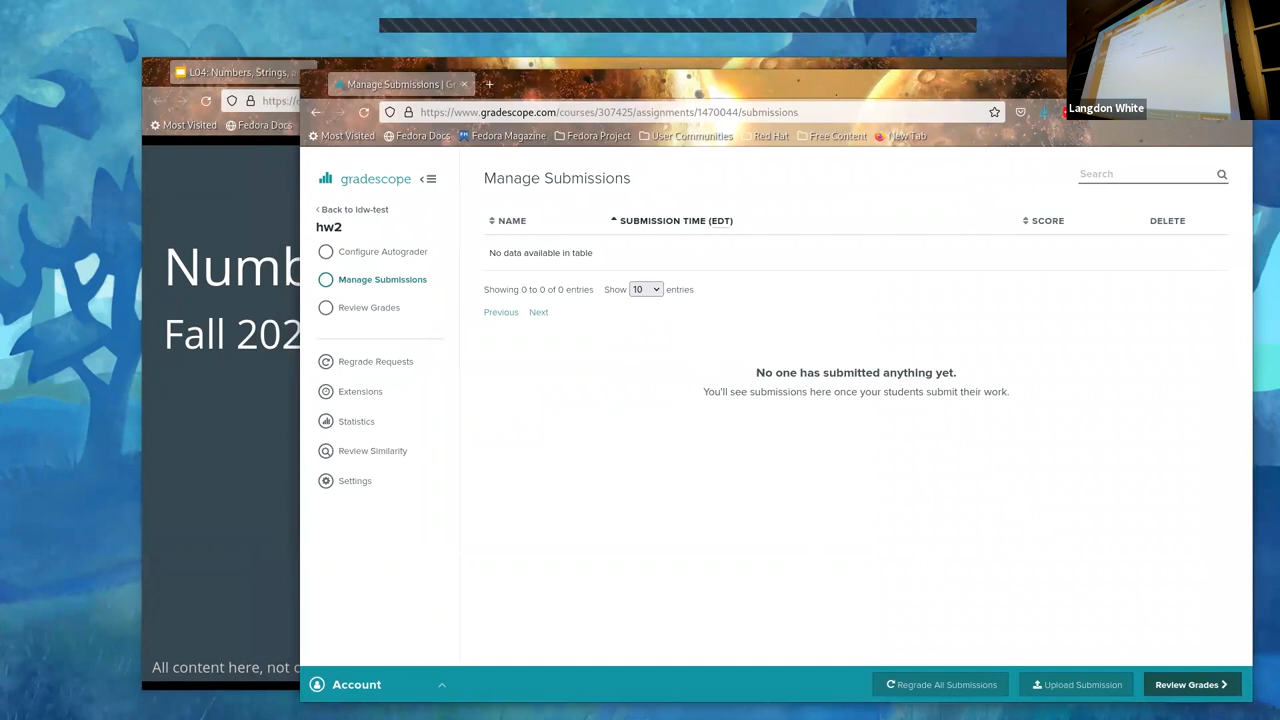 L04: Numbers, Strings,
https://
Most Visited
Fedora Docs
Numb
Fall 202
All content here, not
Manage Submissions | Gr
https://www.gradescope.com/courses/307425/assignments/1470044/submissions
Most Visited
Fedora Docs
Fedora Magazine
Fedora Project
User Communities
Red Hat
Free Content
New Tab
Langdon White
gradescope
Back to ldw-test
hw2
Configure Autograder
Manage Submissions
Review Grades
Regrade Requests
Extensions
Statistics
Review Similarity
Settings
Manage Submissions
Search
NAME
SUBMISSION TIME (EDT)
SCORE
DELETE
No data available in table
Showing 0 to 0 of 0 entries Show 10 entries
Previous Next
No one has submitted anything yet.
You'll see submissions here once your students submit their work.
Account
Regrade All Submissions
Upload Submission
Review Grades